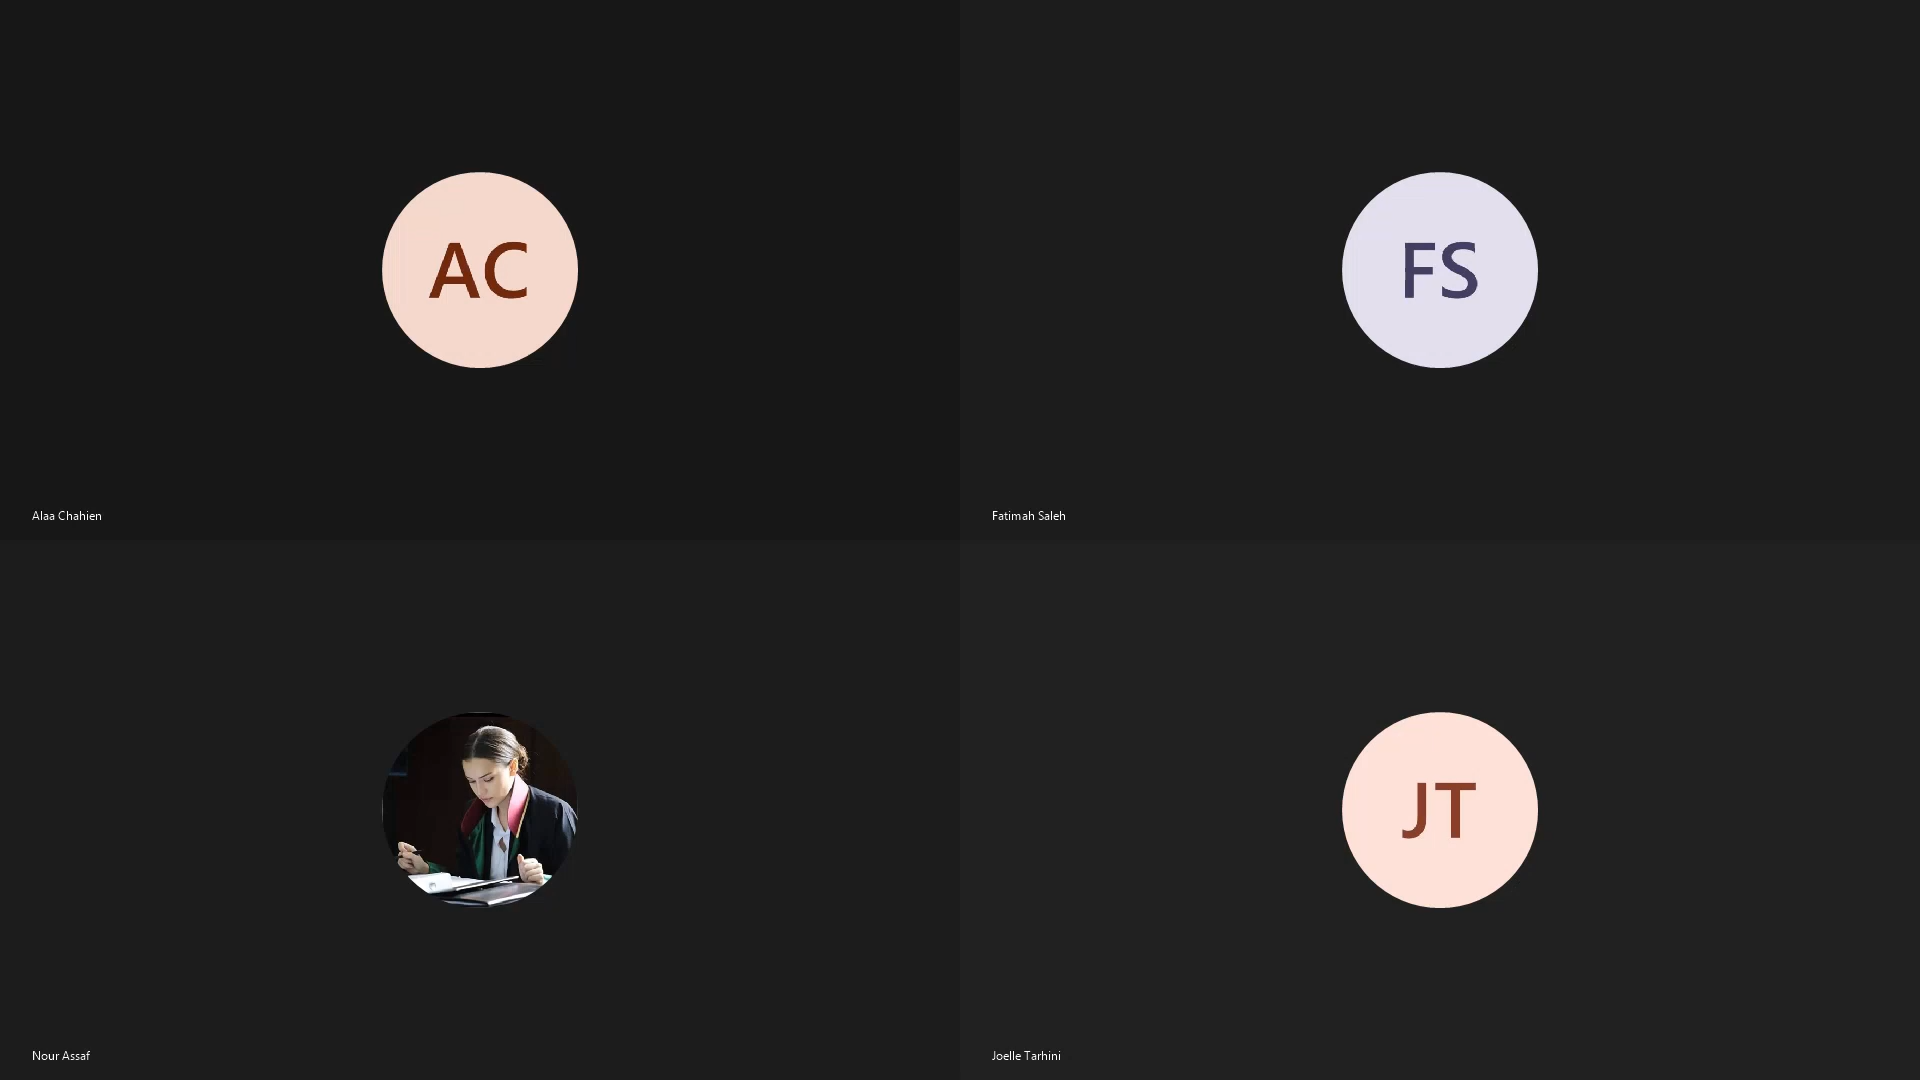 AC
FS
Alaa Chahien
Fatimah Saleh
JT
Nour Assaf
Joelle Tarhini